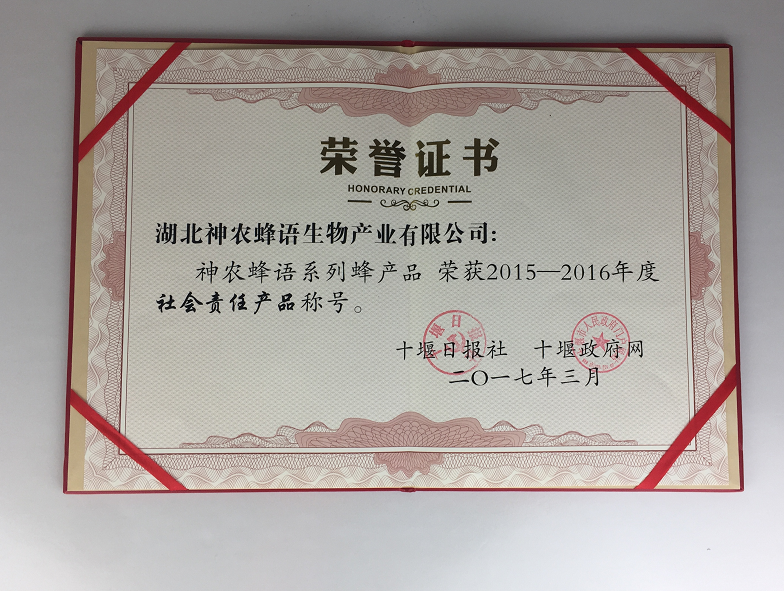 荣誉证书
HONORARY CREDENTIAL
湖北神农蜂语生物产业有限公司:
神农蜂语系列蜂产品 荣获2015—2016年度
社会责任产品称号。
十堰日报社 十堰政府网
二〇一七年三月